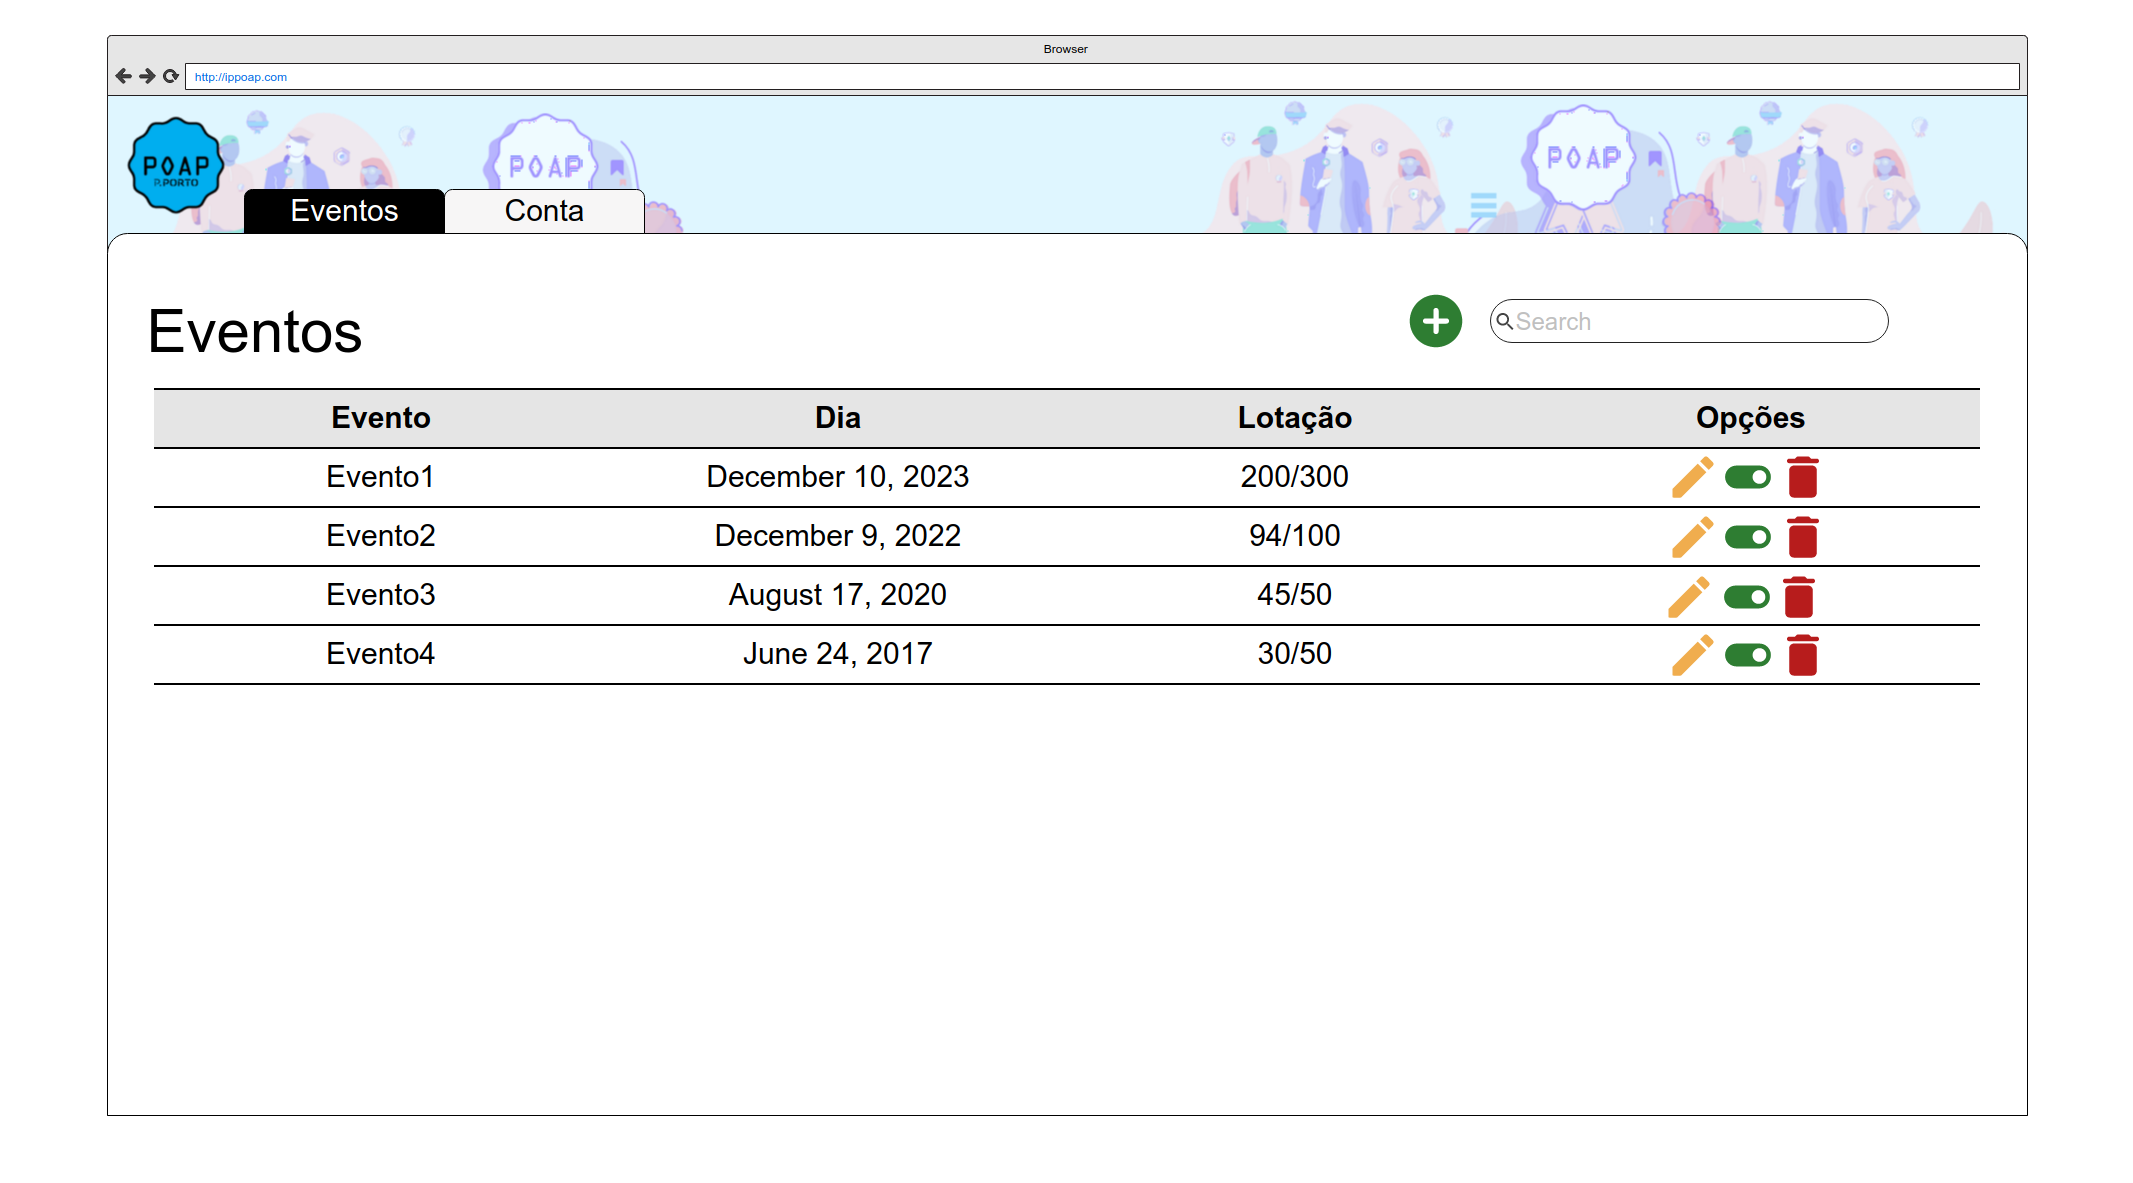 Browser
http://ippoap.com
POAP
P.PORTO
POAP
POAP
Eventos
Conta
Eventos
Search
Evento Dia Lotação Opções
Evento1 December 10, 2023 200/300
Evento2 December 9, 2022 94/100
Evento3 August 17, 2020 45/50
Evento4 June 24, 2017 30/50